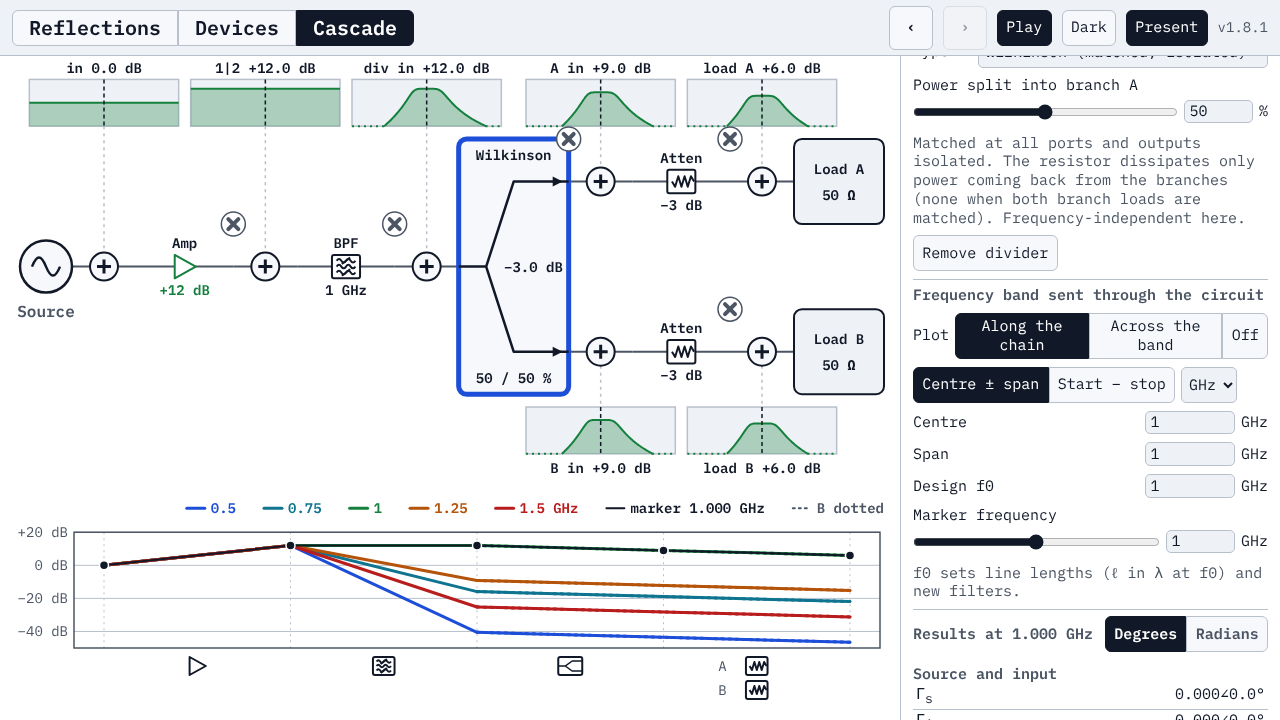 Reflections Devices Cascade ‹ › Play Dark Present v1.8.1
in 0.0 dB 1|2 +12.0 dB div in +12.0 dB A in +9.0 dB load A +6.0 dB
Wilkinson
Atten
−3 dB
Load A
50 Ω
Amp
+12 dB
BPF
1 GHz
−3.0 dB
Source
Atten
−3 dB
Load B
50 Ω
50 / 50 %
B in +9.0 dB load B +6.0 dB
0.5 0.75 1 1.25 1.5 GHz marker 1.000 GHz B dotted
+20 dB
0 dB
−20 dB
−40 dB
A
B
Power split into branch A
50 %
Matched at all ports and outputs
isolated. The resistor dissipates only
power coming back from the branches
(none when both branch loads are
matched). Frequency-independent here.
Remove divider
Frequency band sent through the circuit
Plot Along the chain Across the band Off
Centre ± span Start − stop GHz
Centre 1 GHz
Span 1 GHz
Design f0 1 GHz
Marker frequency
1 GHz
f0 sets line lengths (ℓ in λ at f0) and
new filters.
Results at 1.000 GHz Degrees Radians
Source and input
Γs 0.000∠0.0°